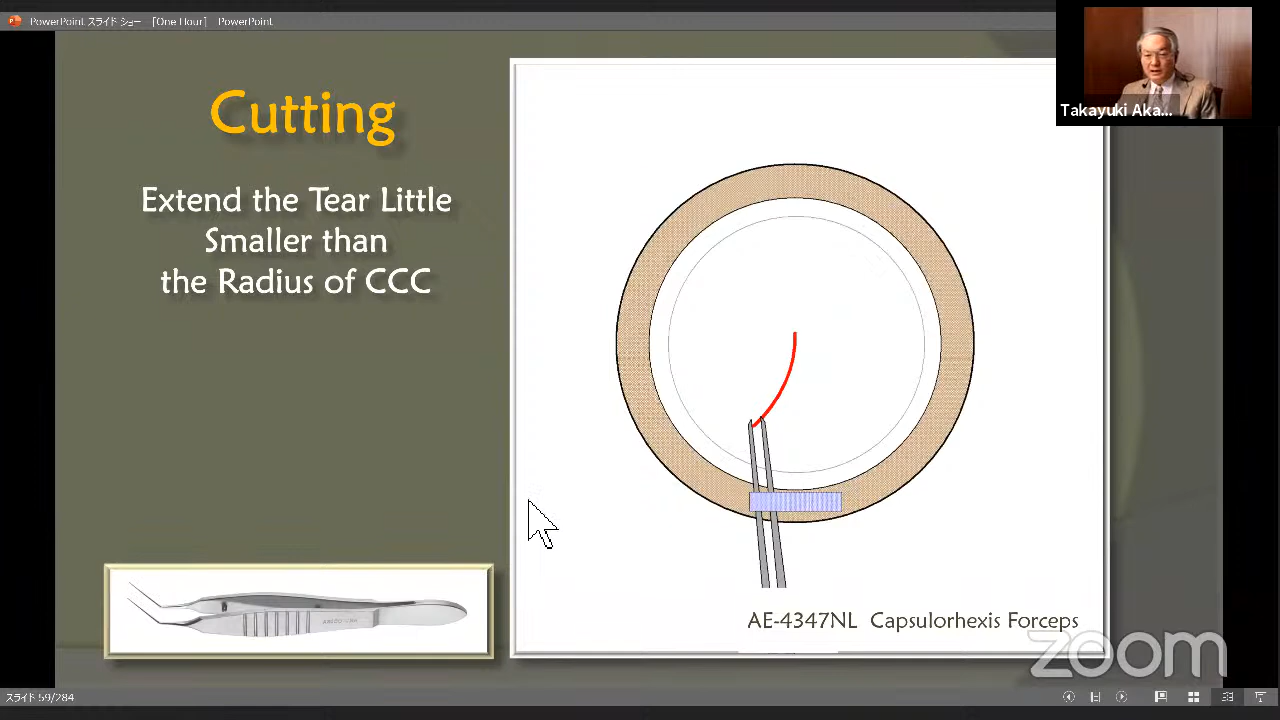 PowerPoint スライド ショー - [One Hour] - PowerPoint
Takayuki Aka...
Cutting
Extend the Tear Little
Smaller than
the Radius of CCC
AE-4347NL Capsulorhexis Forceps
zoom
スライド 59/284